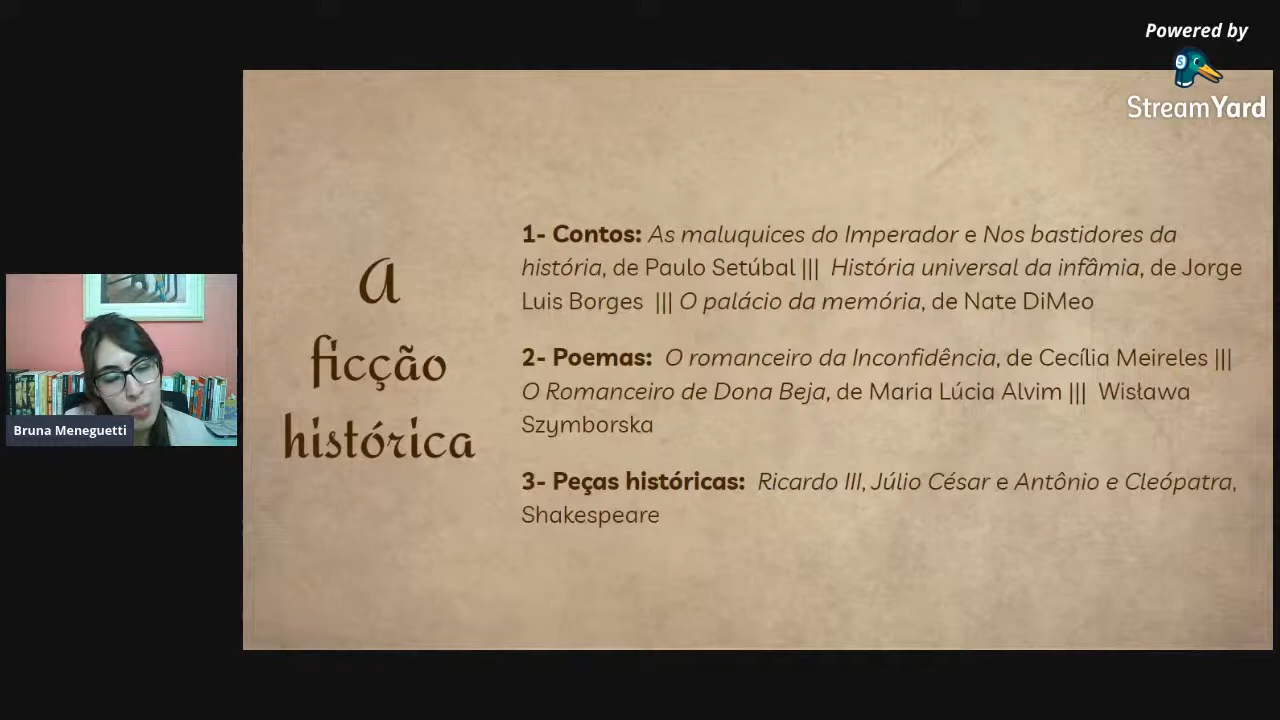 Powered by
StreamYard
A
ficção
histórica
1- Contos: As maluquices do Imperador e Nos bastidores da
história, de Paulo Setúbal ||| História universal da infâmia, de Jorge
Luis Borges ||| O palácio da memória, de Nate DiMeo
2- Poemas: O romanceiro da Inconfidência, de Cecília Meireles |||
O Romanceiro de Dona Beja, de Maria Lúcia Alvim ||| Wisława
Szymborska
3- Peças históricas: Ricardo III, Júlio César e Antônio e Cleópatra,
Shakespeare
Bruna Meneguetti